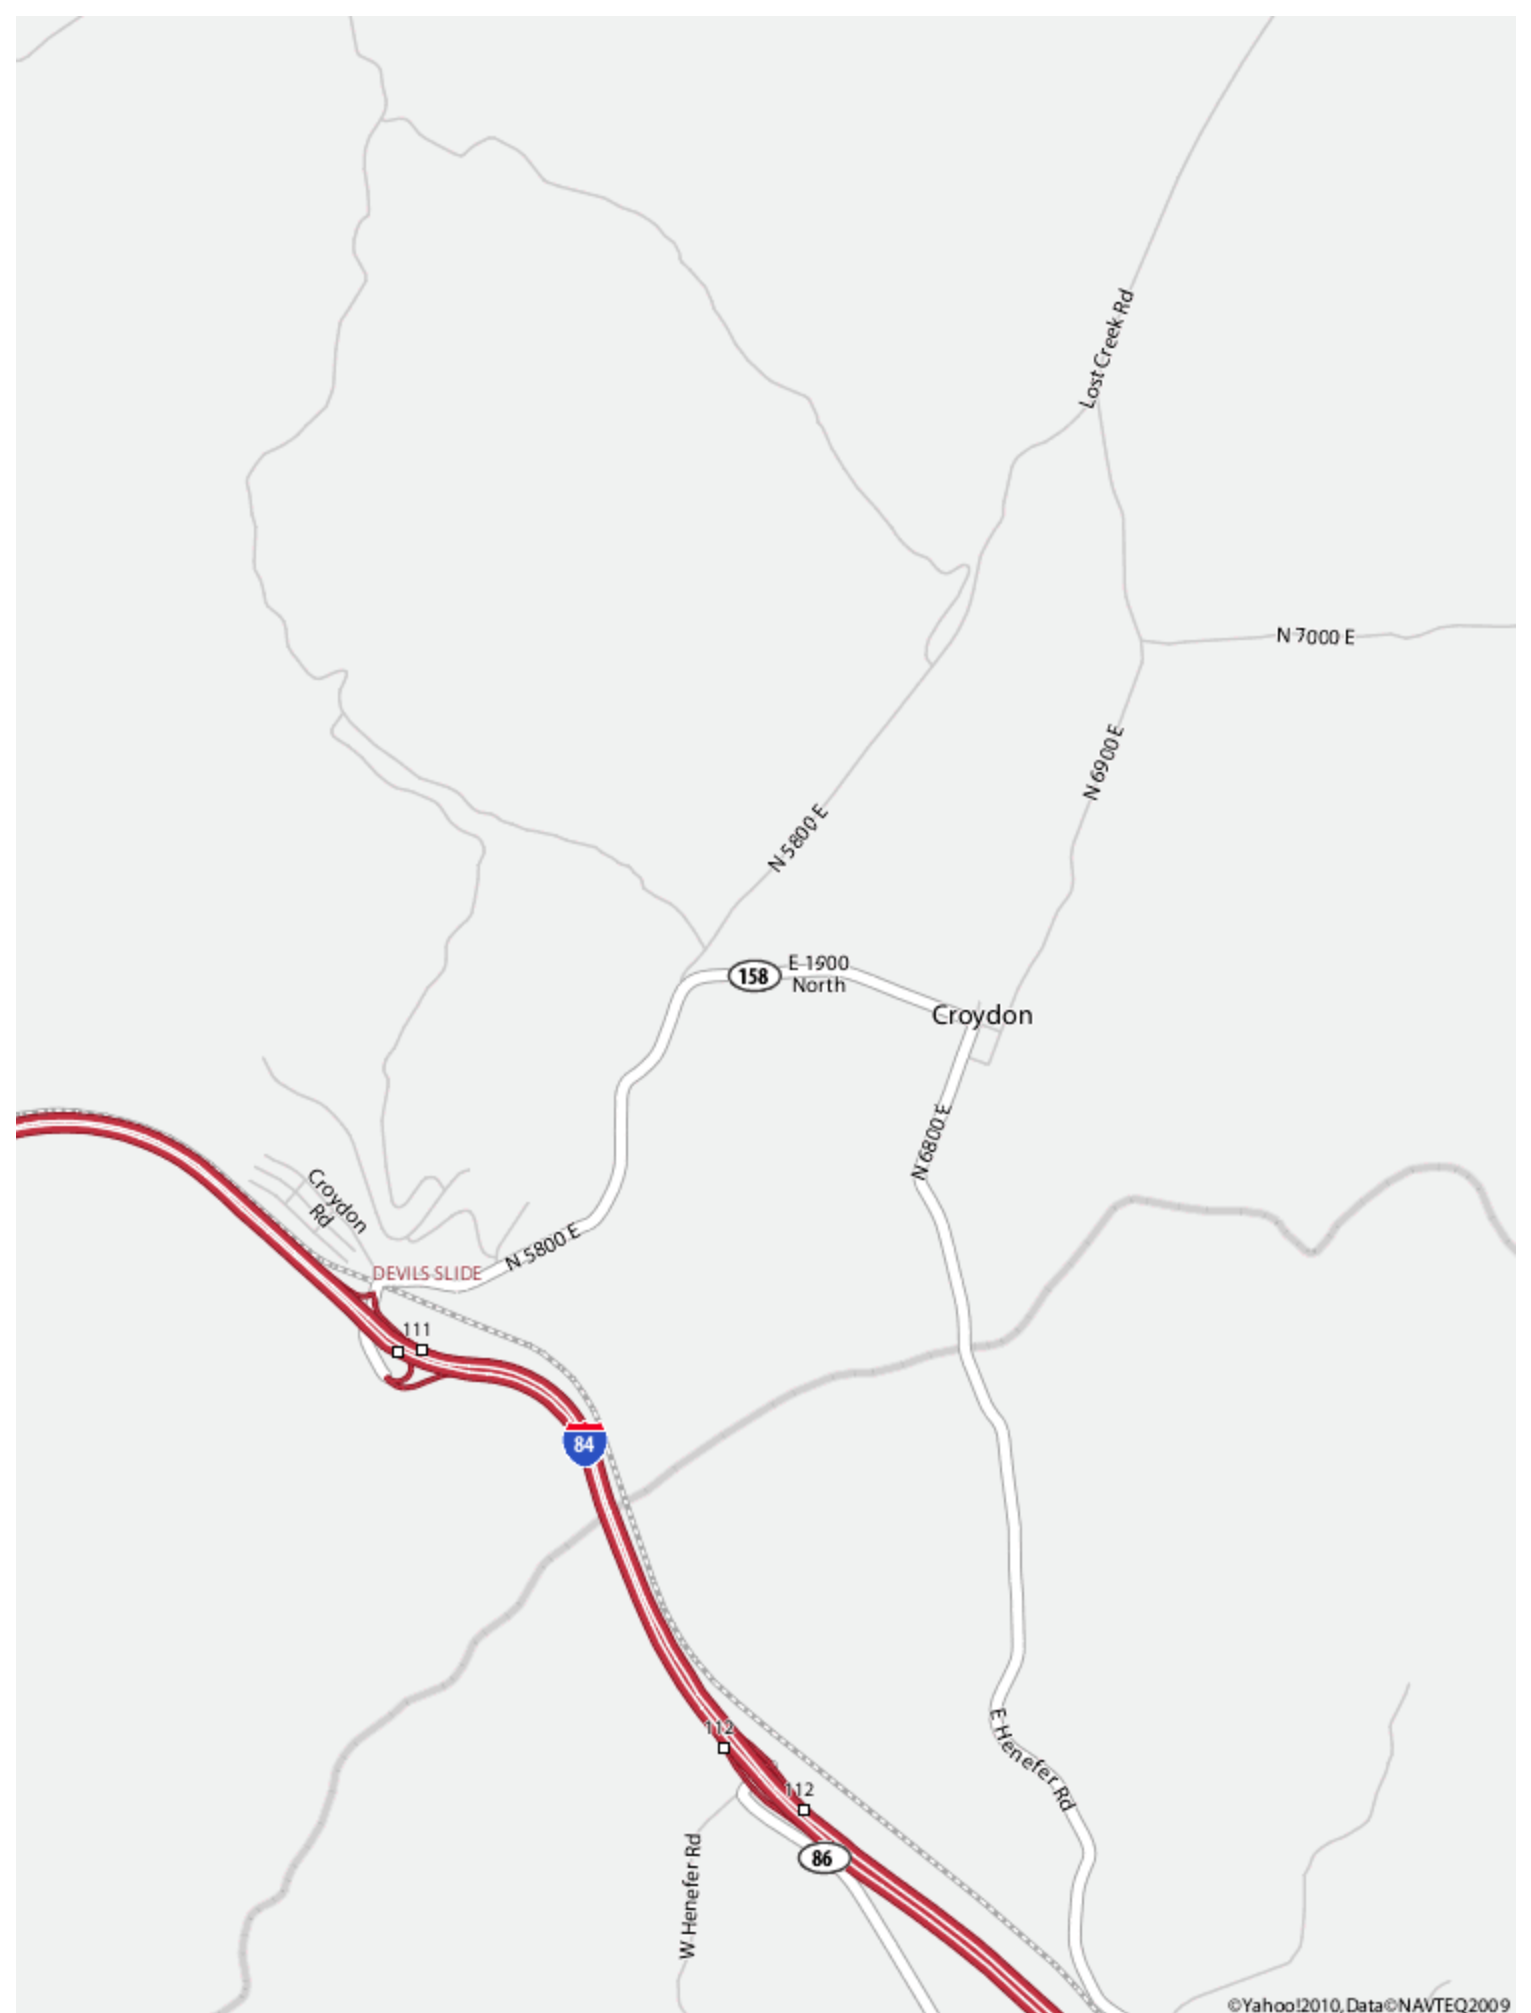 Lost Creek Rd
N 7000 E
N 6900 E
N 5800 E
158
E 1900
North
Croydon
N 6800 E
Croydon
Rd
N 5800 E
DEVILS SLIDE
111
84
112
E Henefer Rd
112
W Henefer Rd
86
©Yahoo!2010, Data©NAVTEQ2009